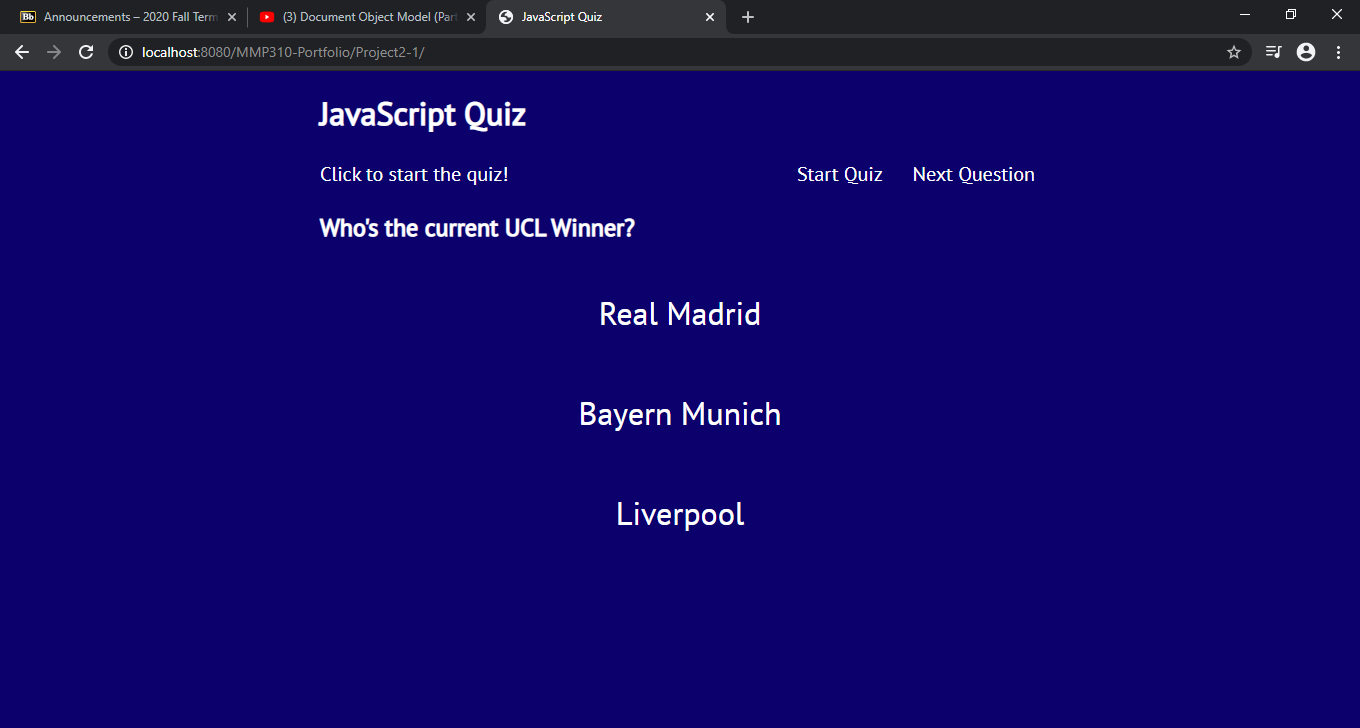 Bb Announcements – 2020 Fall Term
(3) Document Object Model (Part
JavaScript Quiz
localhost:8080/MMP310-Portfolio/Project2-1/
JavaScript Quiz
Click to start the quiz! Start Quiz Next Question
Who's the current UCL Winner?
Real Madrid
Bayern Munich
Liverpool